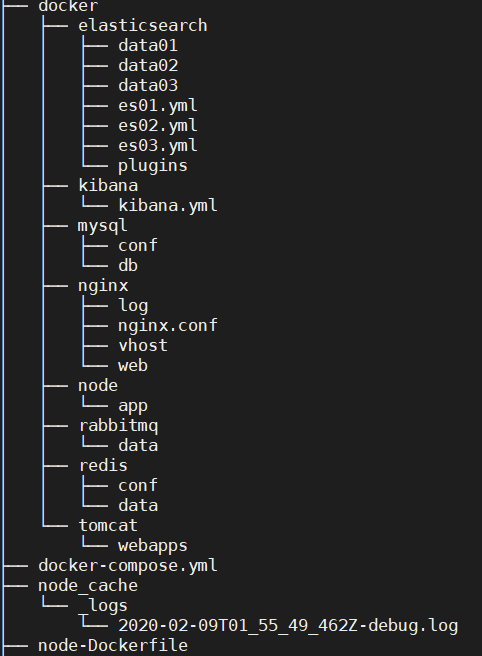 ├── docker
│   ├── elasticsearch
│   │   ├── data01
│   │   ├── data02
│   │   ├── data03
│   │   ├── es01.yml
│   │   ├── es02.yml
│   │   ├── es03.yml
│   │   └── plugins
│   ├── kibana
│   │   └── kibana.yml
│   ├── mysql
│   │   ├── conf
│   │   └── db
│   ├── nginx
│   │   ├── log
│   │   ├── nginx.conf
│   │   ├── vhost
│   │   └── web
│   ├── node
│   │   └── app
│   ├── rabbitmq
│   │   └── data
│   ├── redis
│   │   ├── conf
│   │   └── data
│   └── tomcat
│       └── webapps
├── docker-compose.yml
├── node_cache
│   └── _logs
│       └── 2020-02-09T01_55_49_462Z-debug.log
├── node-Dockerfile